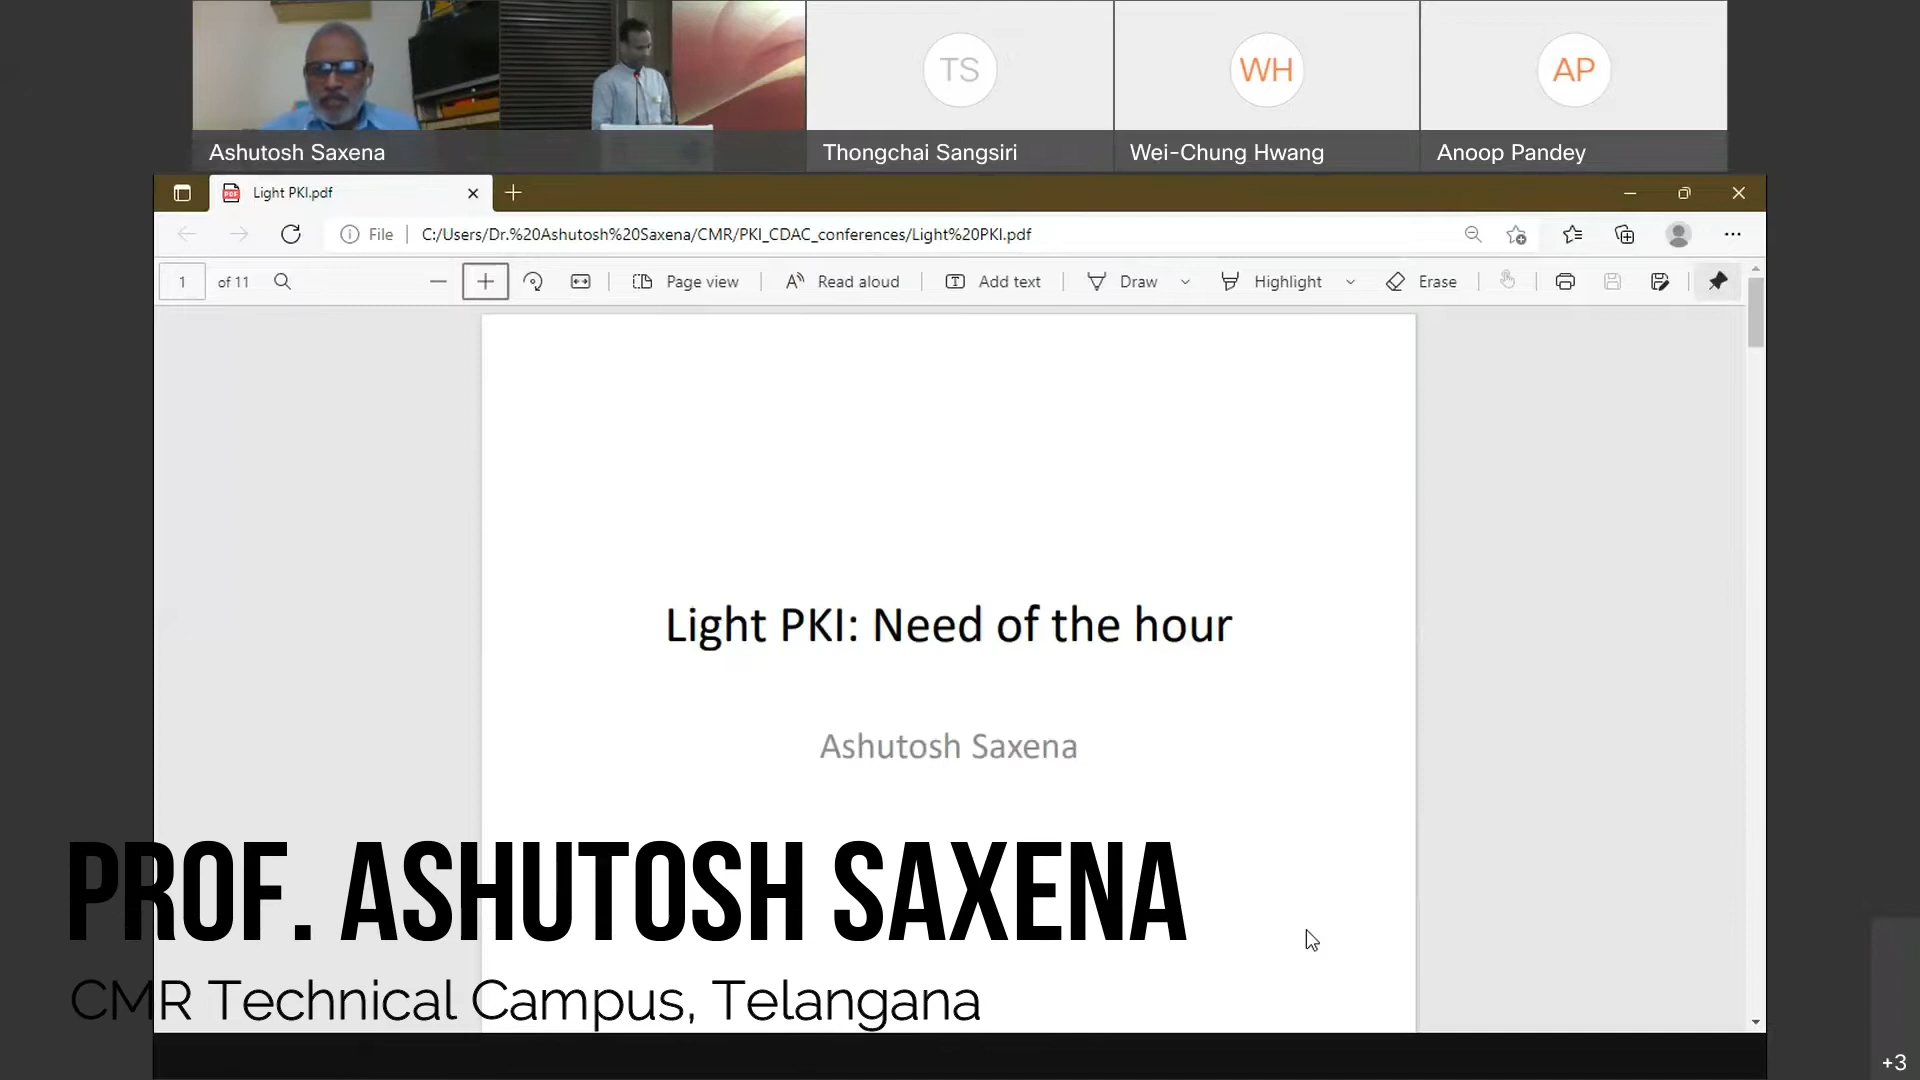 TS
WH
AP
Ashutosh Saxena
Thongchai Sangsiri
Wei-Chung Hwang
Anoop Pandey
Light PKI.pdf
File
C:/Users/Dr.%20Ashutosh%20Saxena/CMR/PKI_CDAC_conferences/Light%20PKI.pdf
1 of 11
Page view
Read aloud
Add text
Draw
Highlight
Erase
Light PKI: Need of the hour
Ashutosh Saxena
PROF. ASHUTOSH SAXENA
CMR Technical Campus, Telangana
+3